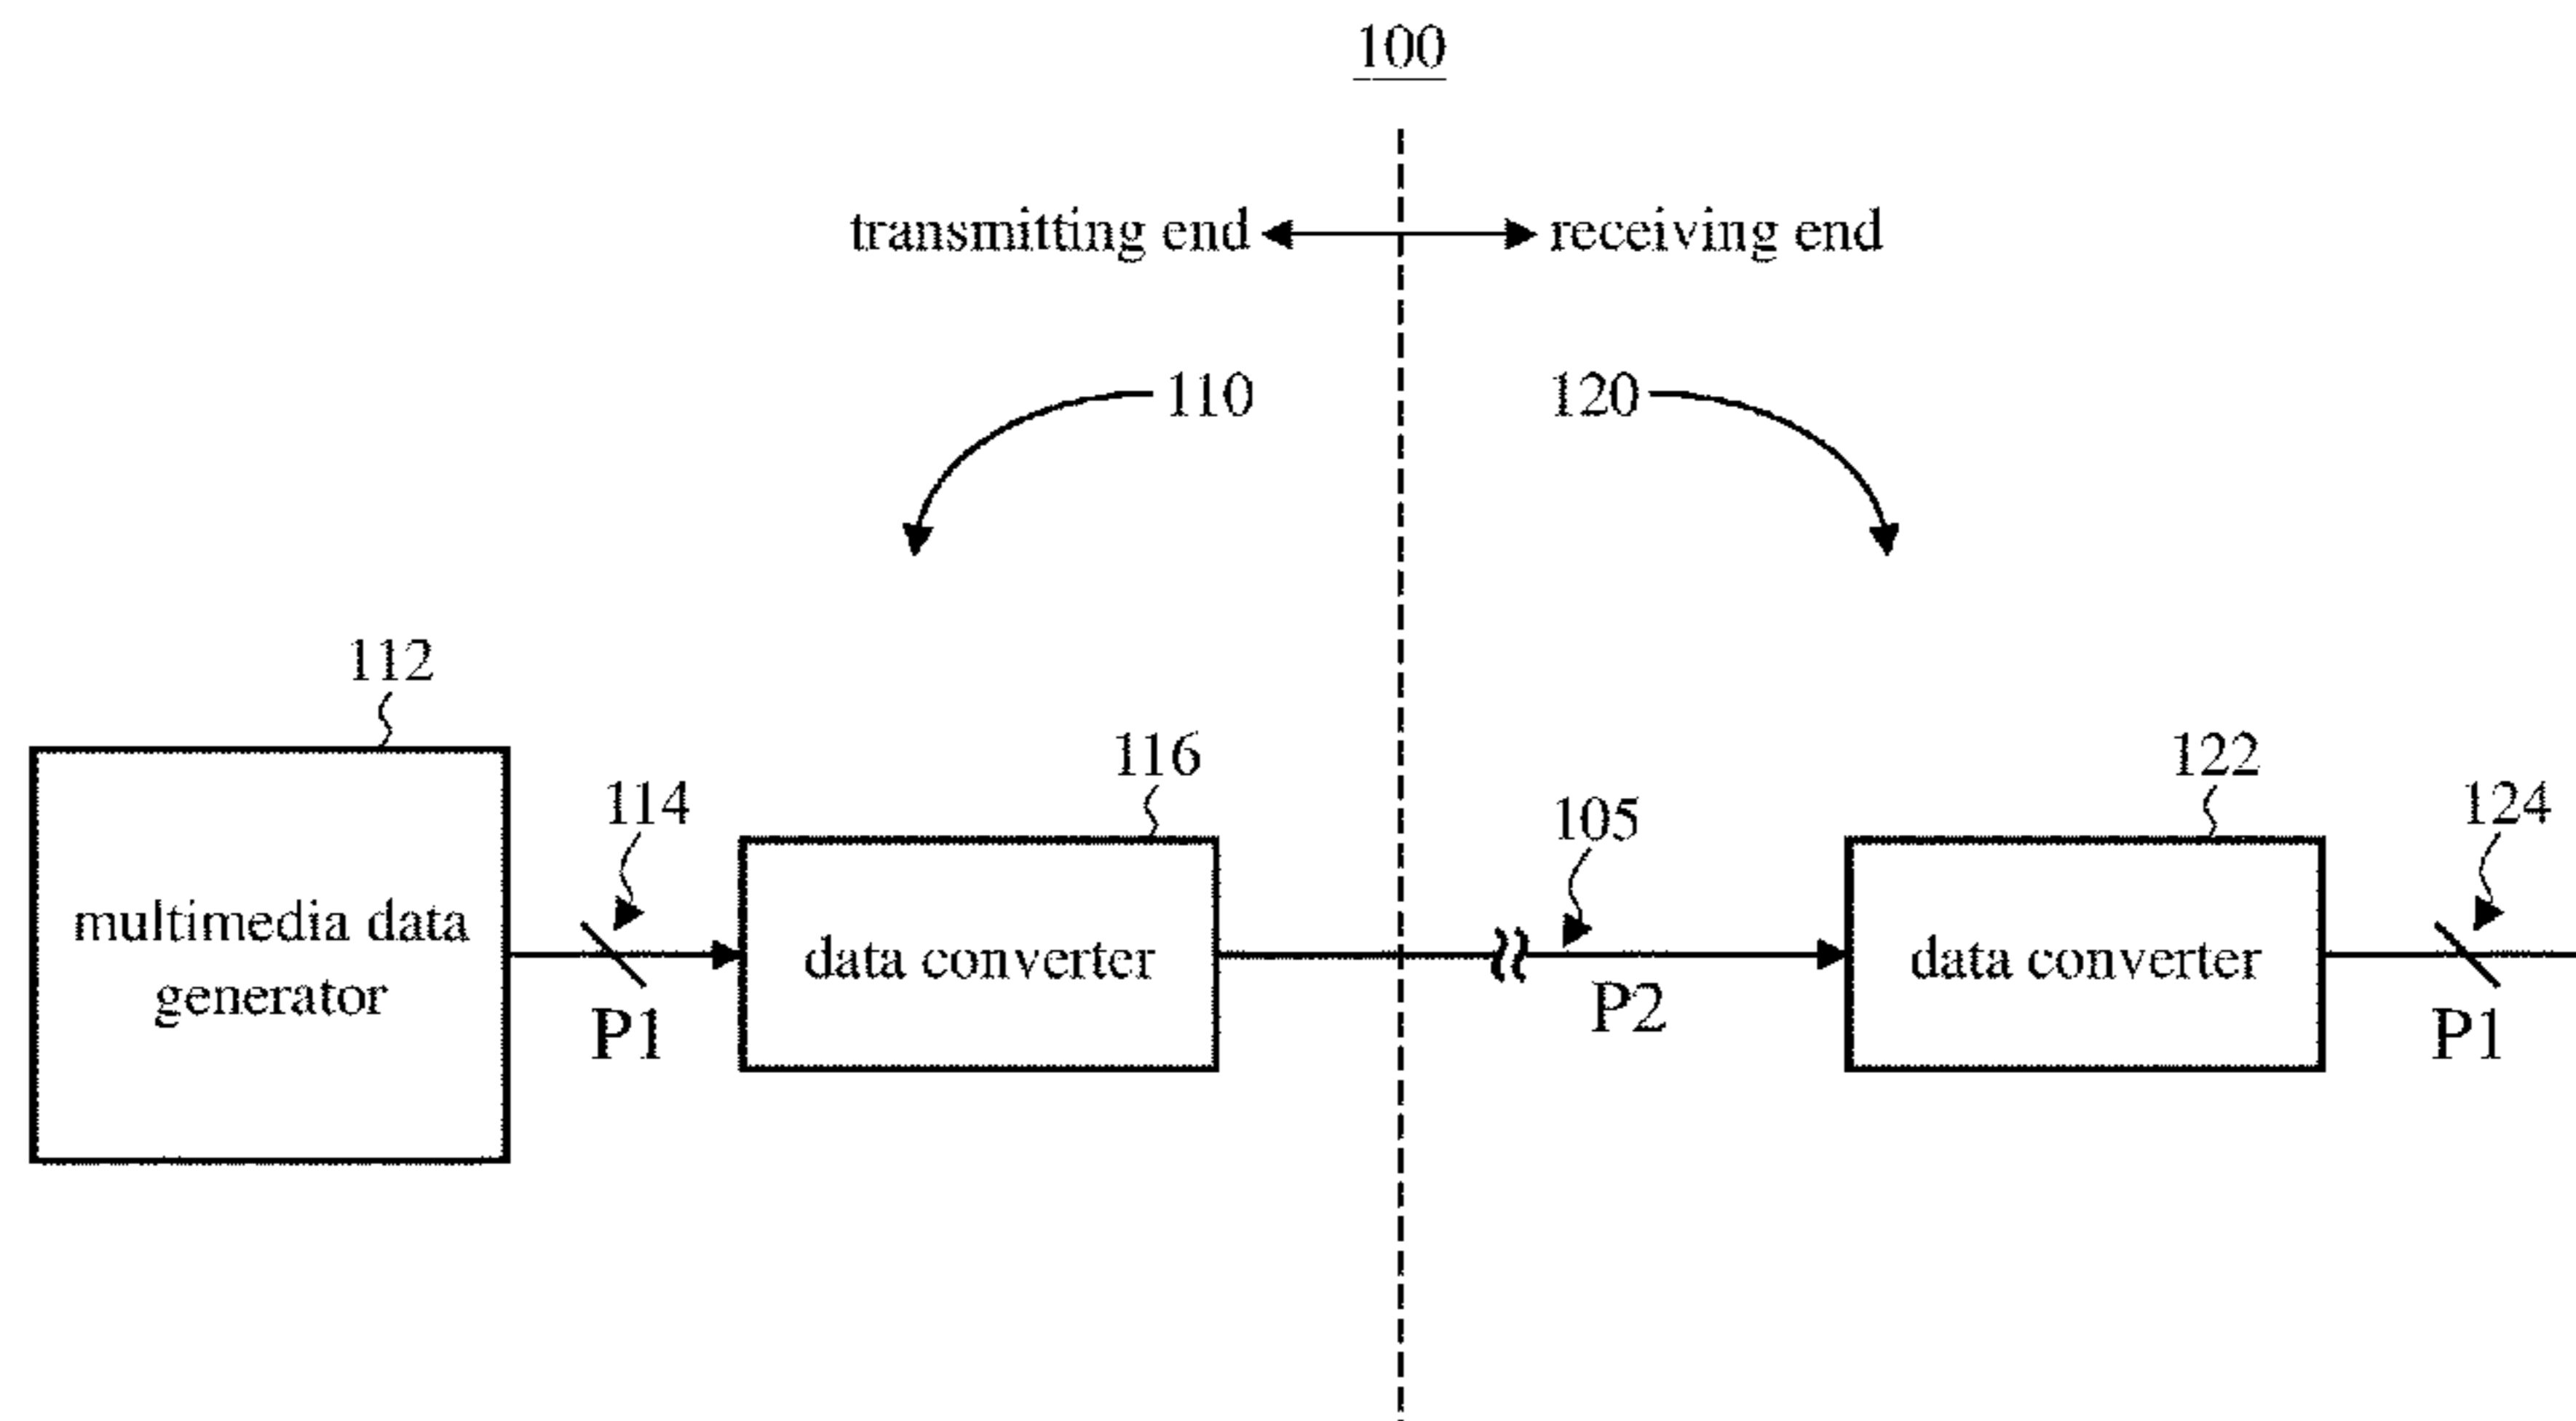 100
transmitting end
receiving end
110
120
112
114
116
105
122
124
multimedia data
generator
data converter
data converter
P1
P2
P1